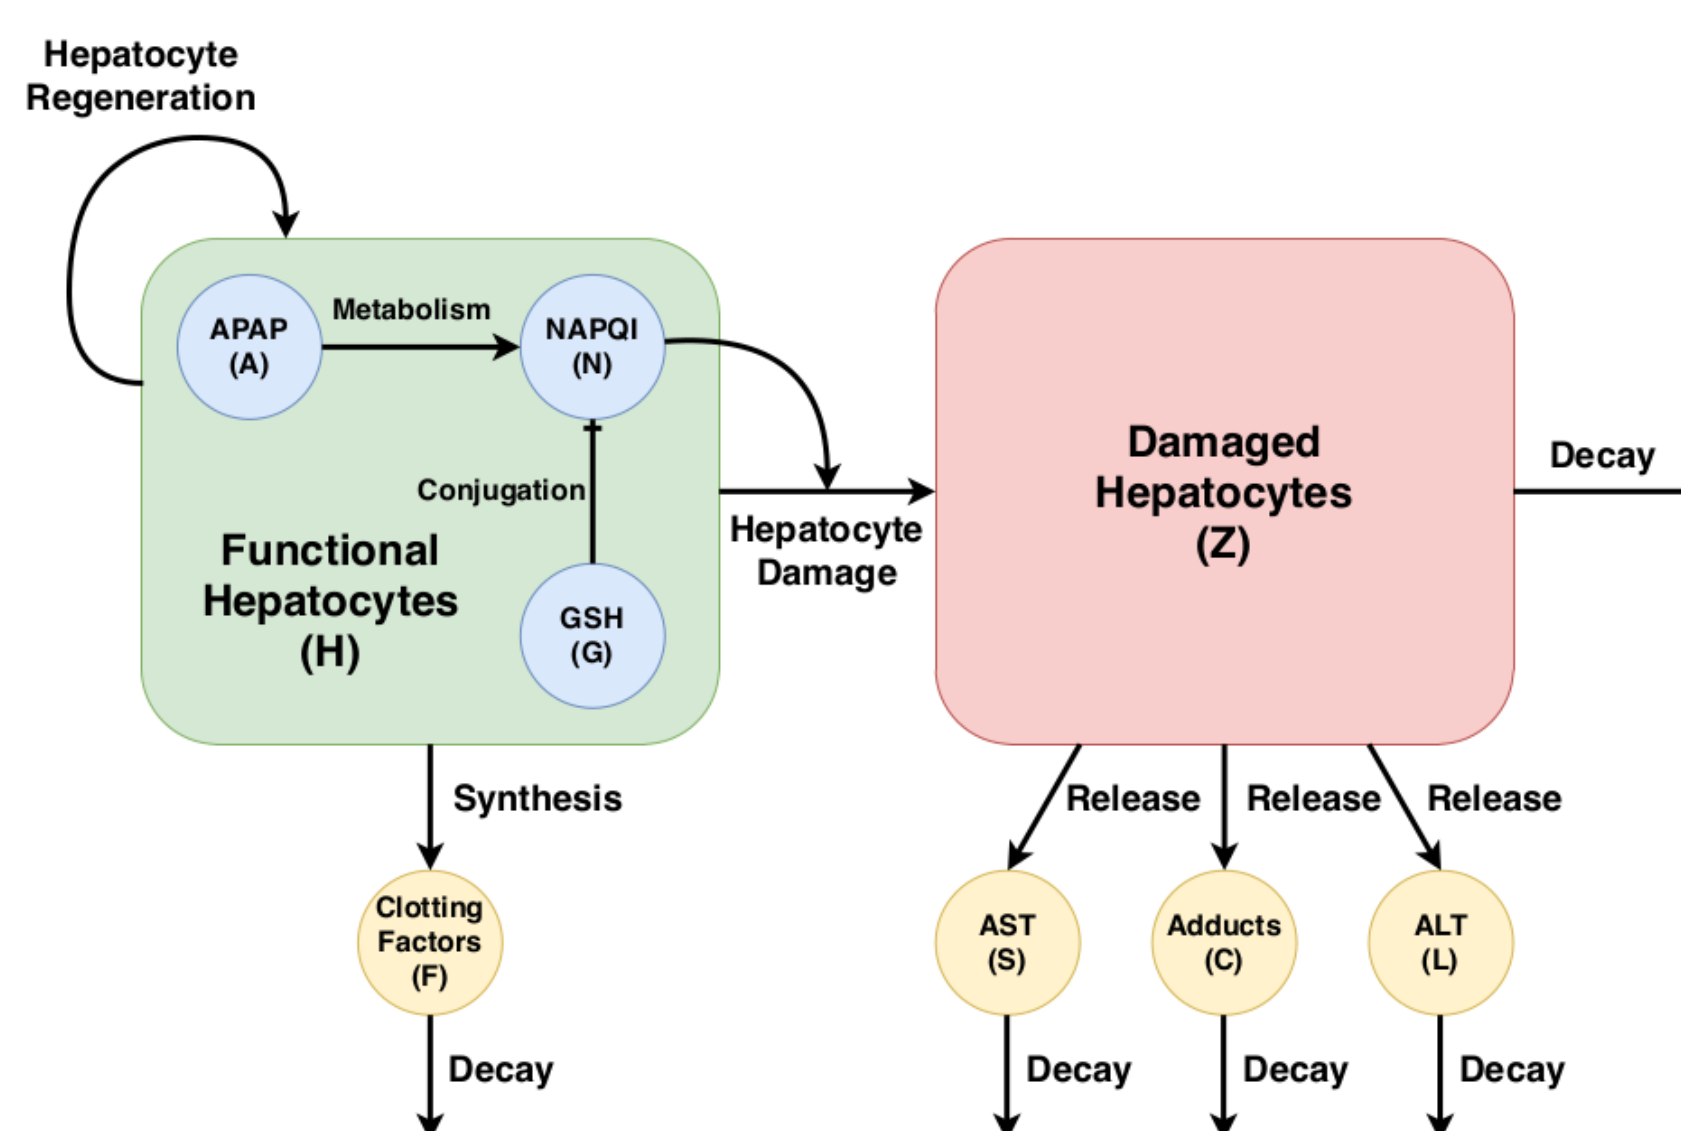 Hepatocyte
Regeneration
APAP
(A)
Metabolism
NAPQI
(N)
Conjugation
GSH
(G)
Functional
Hepatocytes
(H)
Hepatocyte
Damage
Damaged
Hepatocytes
(Z)
Decay
Synthesis
Release
Release
Release
Clotting
Factors
(F)
AST
(S)
Adducts
(C)
ALT
(L)
Decay
Decay
Decay
Decay